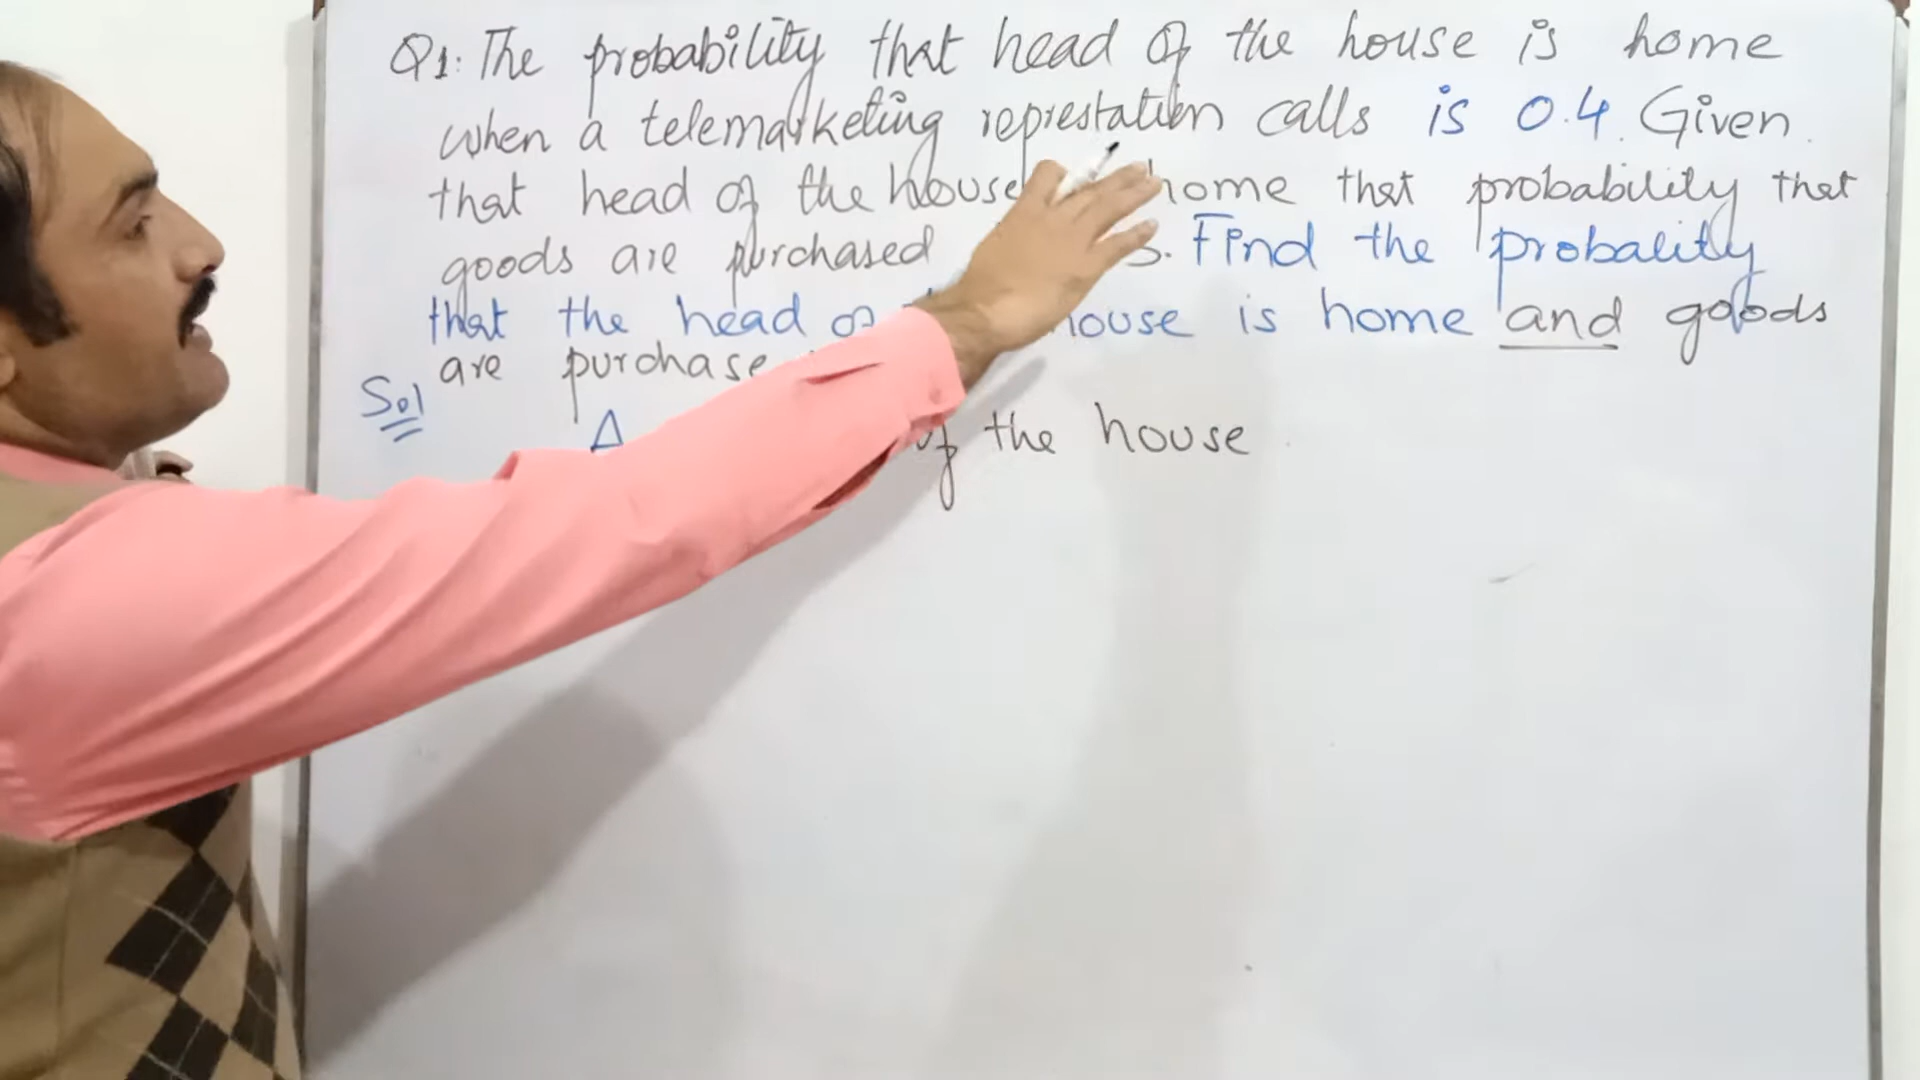 Q1: The probability that head of the house is home
when a telemarketing represtation calls is 0.4. Given
that head of the house home that probability that
goods are purchased 3. Find the probality
that the head house is home and goods
are purchase
Sol
A of the house